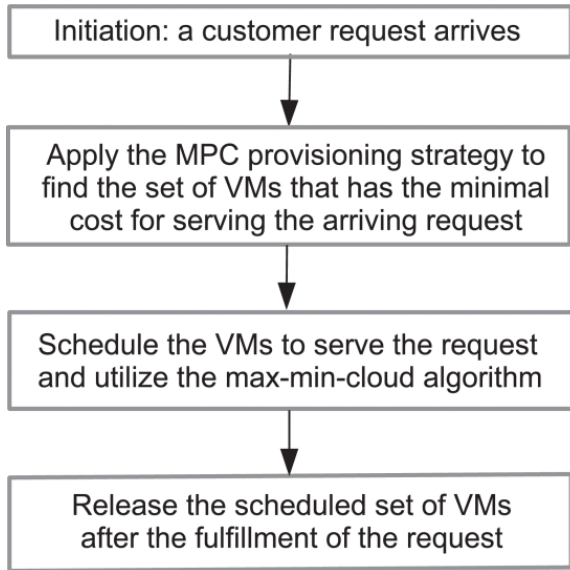 Initiation: a customer request arrives
Apply the MPC provisioning strategy to
find the set of VMs that has the minimal
cost for serving the arriving request
Schedule the VMs to serve the request
and utilize the max-min-cloud algorithm
Release the scheduled set of VMs
after the fulfillment of the request